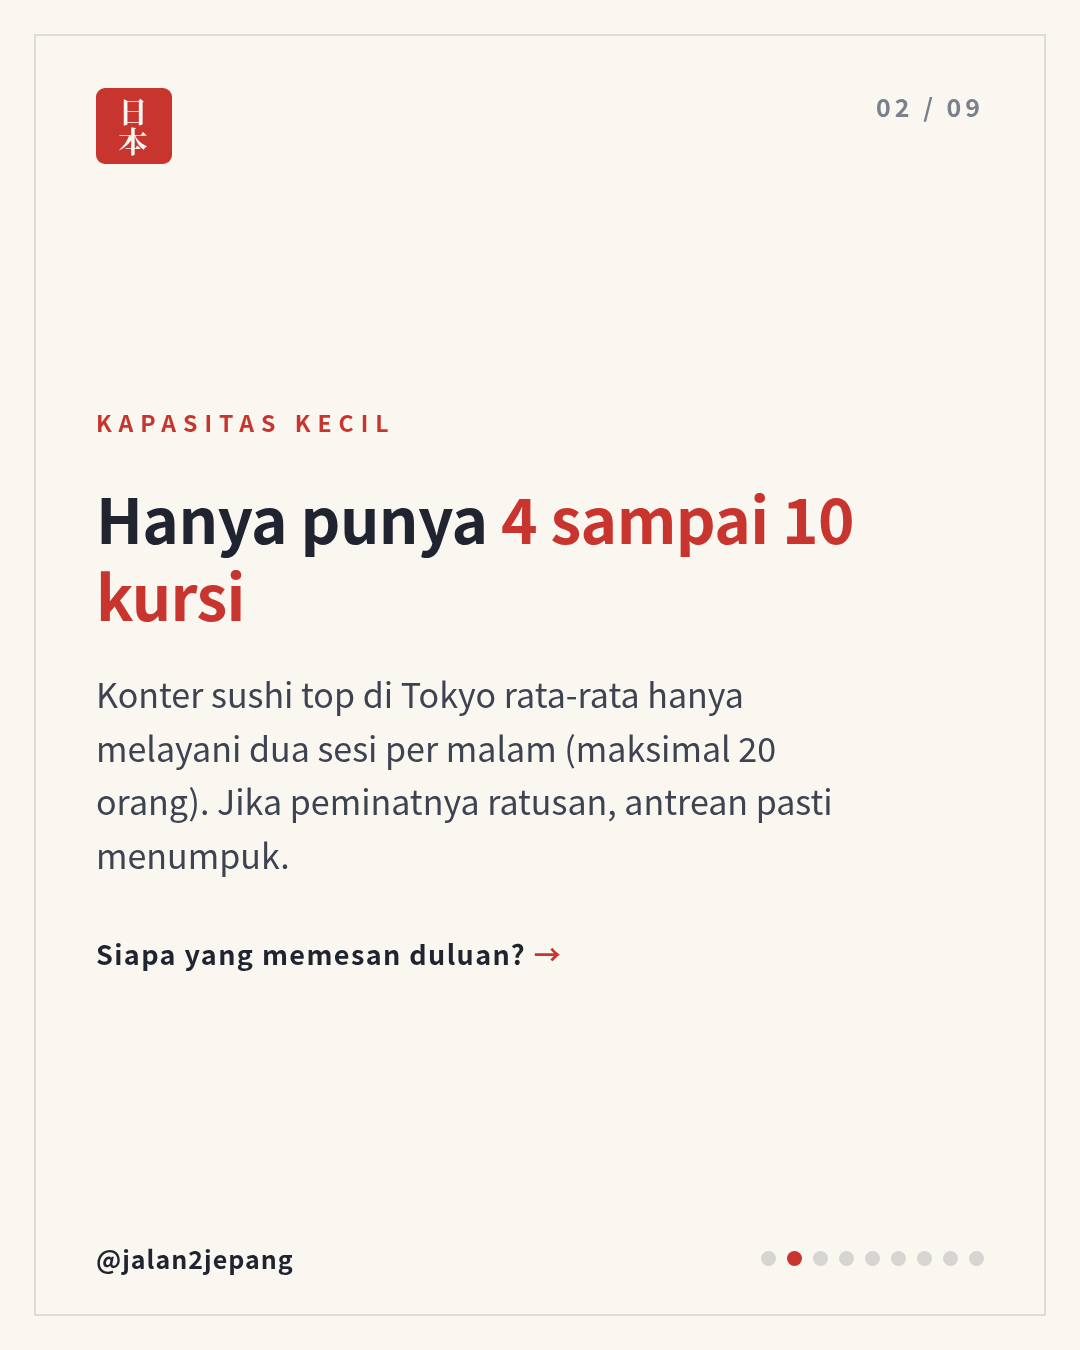 日
本
02 / 09
KAPASITAS KECIL
Hanya punya 4 sampai 10
kursi
Konter sushi top di Tokyo rata-rata hanya
melayani dua sesi per malam (maksimal 20
orang). Jika peminatnya ratusan, antrean pasti
menumpuk.
Siapa yang memesan duluan? →
@jalan2jepang